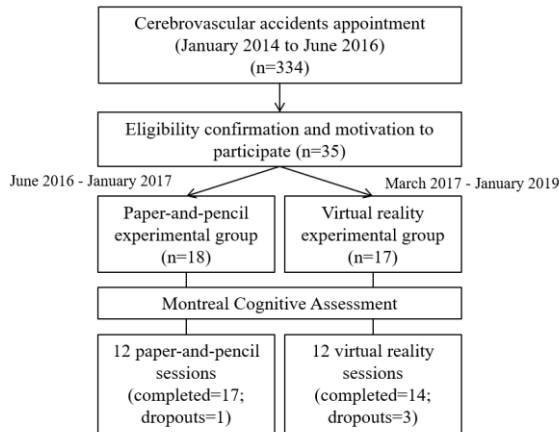 Cerebrovascular accidents appointment
(January 2014 to June 2016)
(n=334)
Eligibility confirmation and motivation to
participate (n=35)
June 2016 - January 2017
March 2017 - January 2019
Paper-and-pencil
experimental group
(n=18)
Virtual reality
experimental group
(n=17)
Montreal Cognitive Assessment
12 paper-and-pencil
sessions
(completed=17;
dropouts=1)
12 virtual reality
sessions
(completed=14;
dropouts=3)